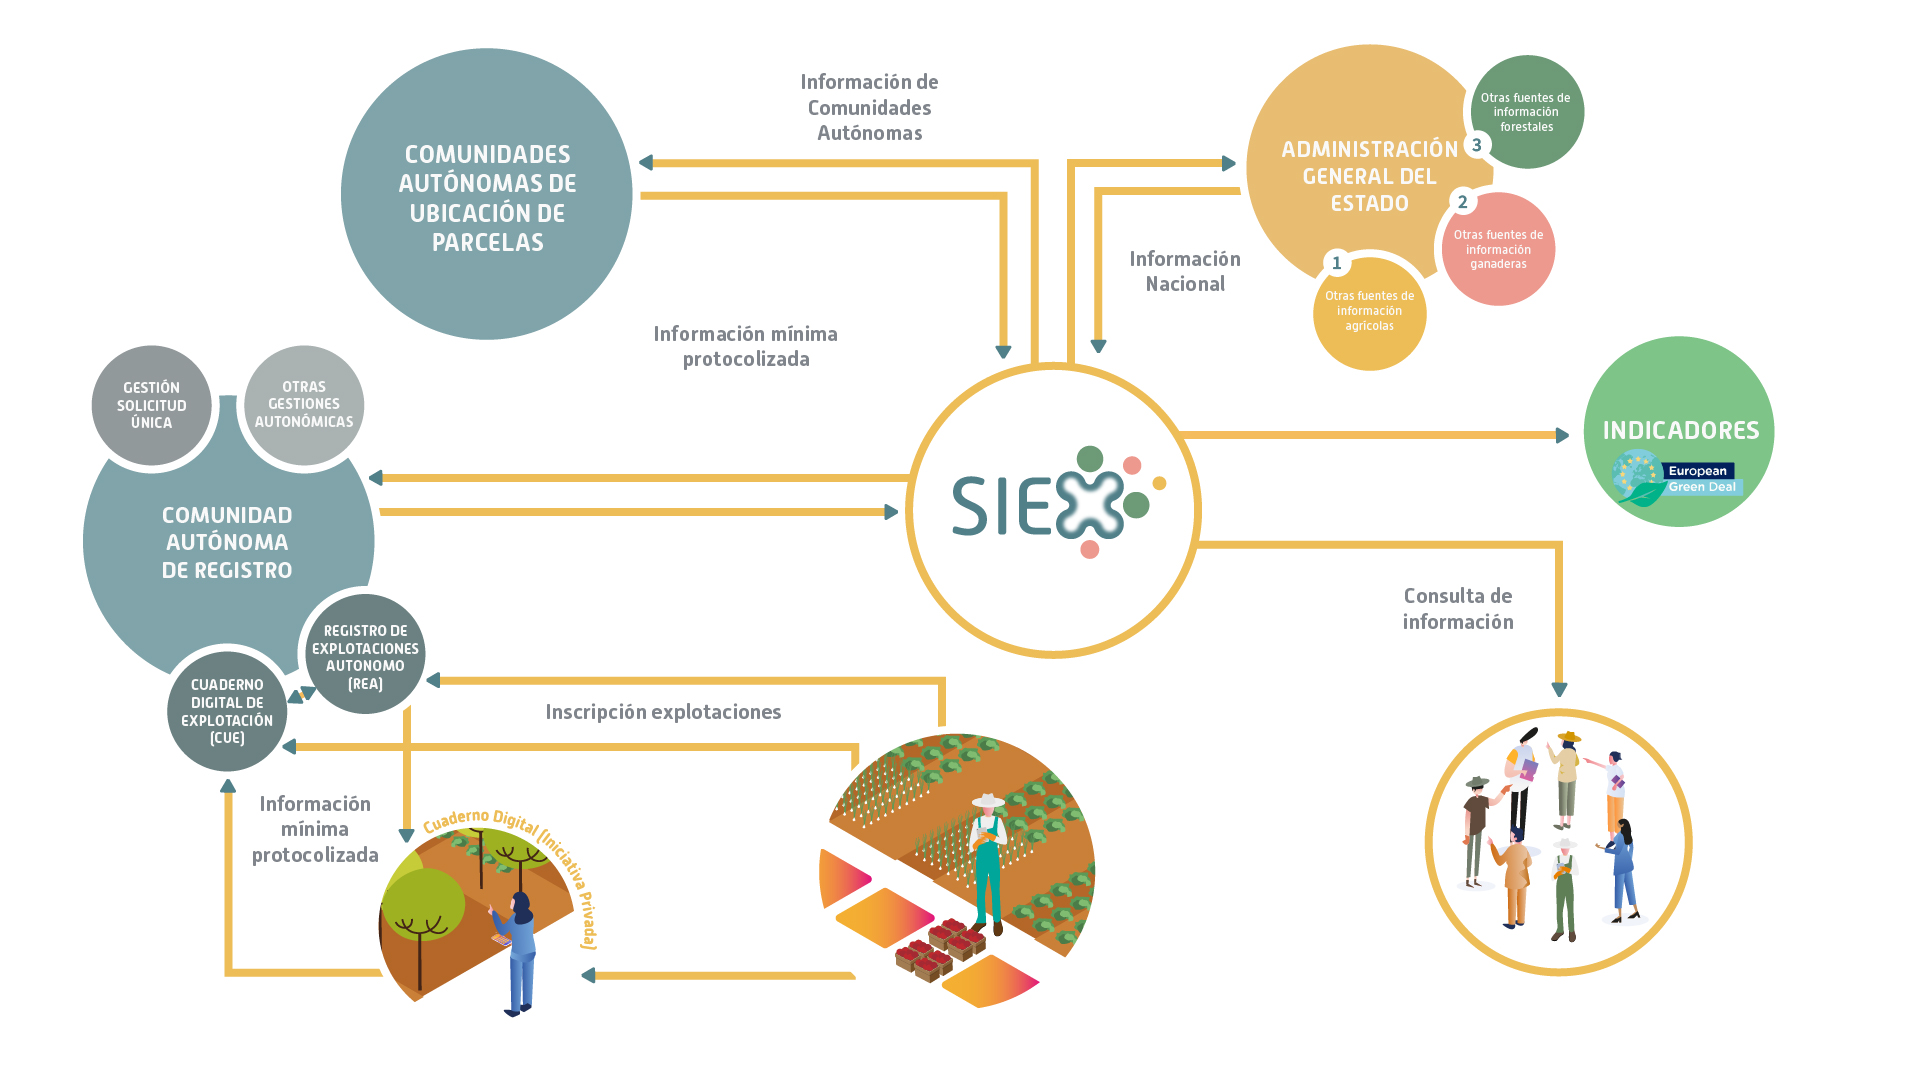 Información de
Comunidades
Autónomas
COMUNIDADES
AUTÓNOMAS DE
UBICACIÓN DE
PARCELAS
ADMINISTRACIÓN
GENERAL DEL
ESTADO
Otras fuentes de
información
forestales
3
2
Otras fuentes de
información
ganaderas
1
Otras fuentes de
información
agrícolas
Información
Nacional
Información mínima
protocolizada
GESTIÓN
SOLICITUD
ÚNICA
OTRAS
GESTIONES
AUTONÓMICAS
COMUNIDAD
AUTÓNOMA
DE REGISTRO
SIEX
INDICADORES
European
Green Deal
Consulta de
información
REGISTRO DE
EXPLOTACIONES
AUTONOMO
(REA)
CUADERNO
DIGITAL DE
EXPLOTACIÓN
(CUE)
Inscripción explotaciones
Información
mínima
protocolizada
Cuaderno Digital (Iniciativa Privada)